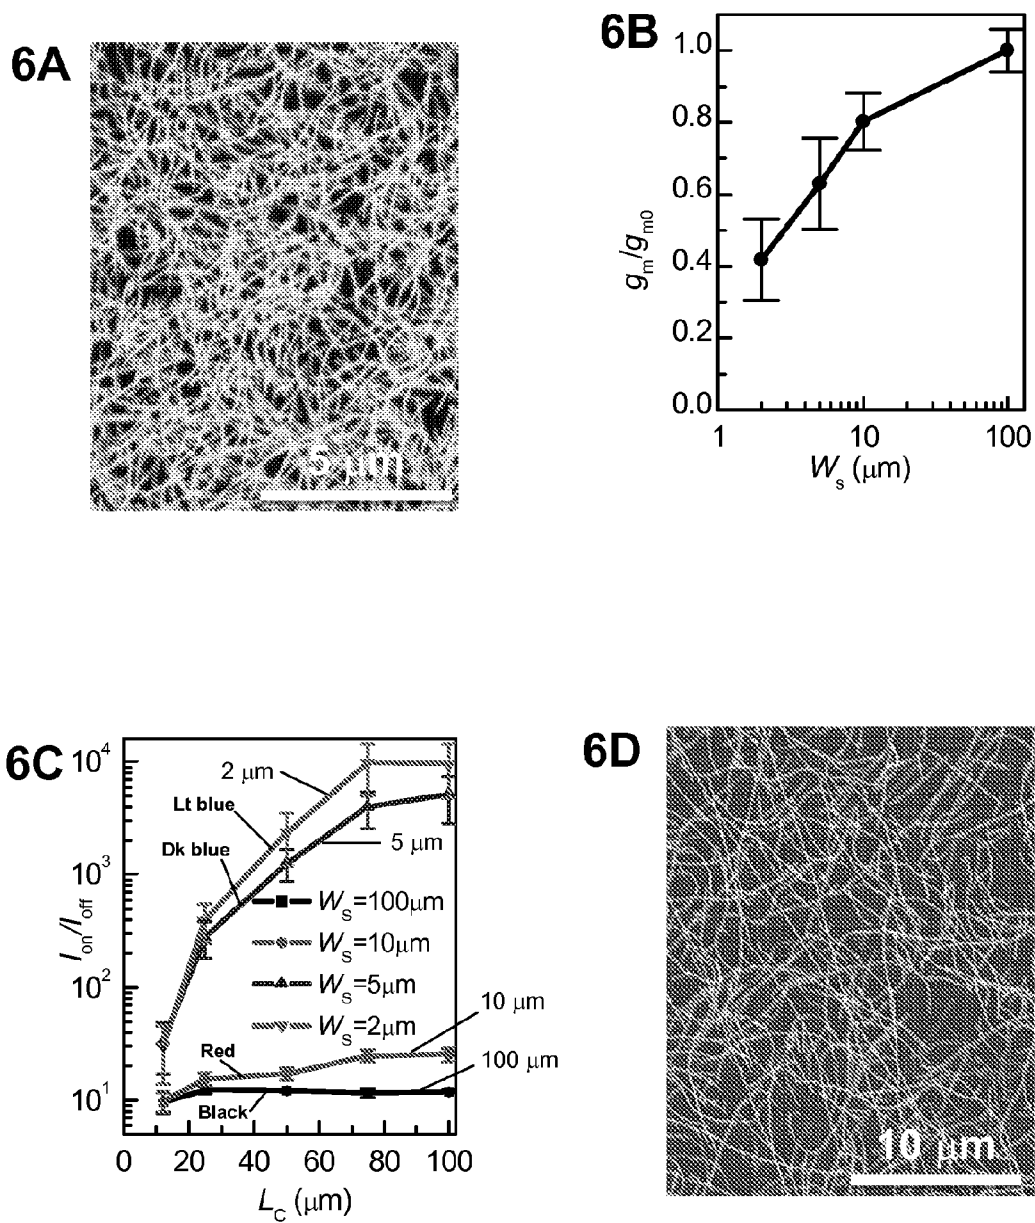 6A
5 μm
6B
1.0
0.8
0.6
0.4
0.2
0.0
gm/gm0
1 10 100
Ws (μm)
6C
10^4
10^3
10^2
10^1
Ion/Ioff
2 μm
Lt blue
Dk blue
5 μm
Ws=100μm
Ws=10μm
Ws=5μm
Ws=2μm
10 μm
Red
100 μm
Black
0 20 40 60 80 100
LC (μm)
6D
10 μm